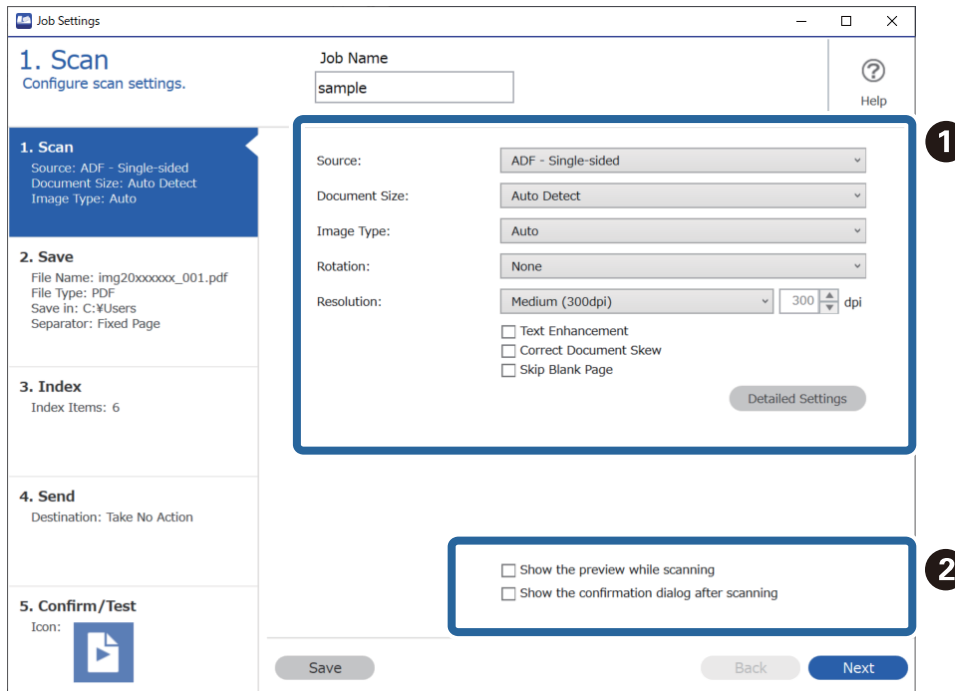 Job Settings
1. Scan
Configure scan settings.
Job Name
sample
?
Help
1. Scan
Source: ADF - Single-sided
Document Size: Auto Detect
Image Type: Auto
2. Save
File Name: img20xxxxxx_001.pdf
File Type: PDF
Save in: C:¥Users
Separator: Fixed Page
3. Index
Index Items: 6
4. Send
Destination: Take No Action
5. Confirm/Test
Icon:
1
Source: ADF - Single-sided
Document Size: Auto Detect
Image Type: Auto
Rotation: None
Resolution: Medium (300dpi) 300 dpi
Text Enhancement
Correct Document Skew
Skip Blank Page
Detailed Settings
2
Show the preview while scanning
Show the confirmation dialog after scanning
Save Back Next